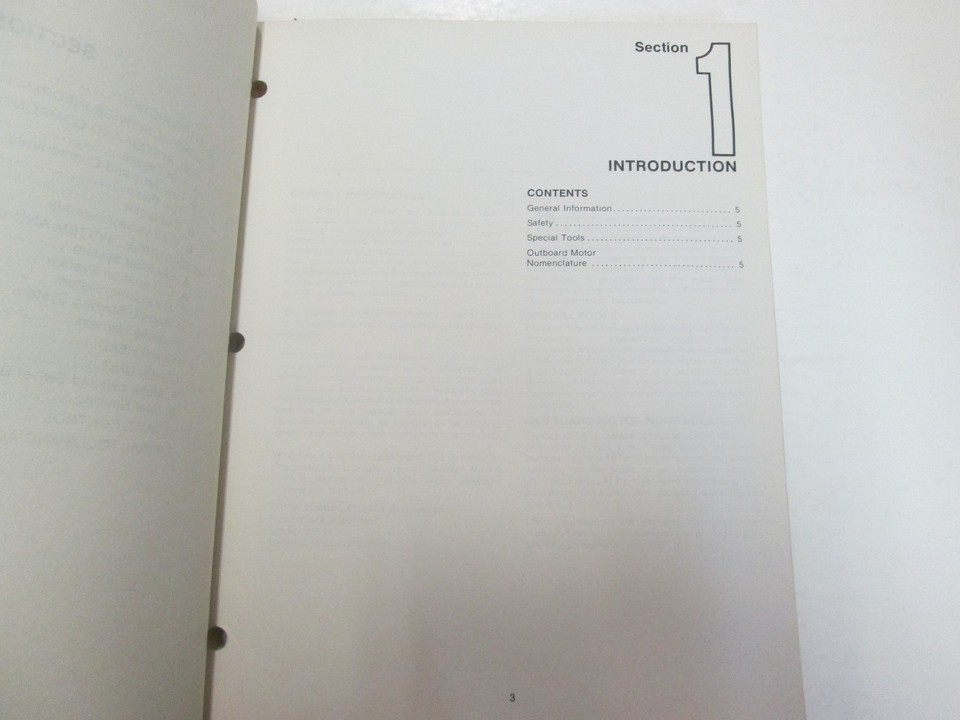 Section 1
INTRODUCTION
CONTENTS
General Information........................... 5
Safety........................................ 5
Special Tools................................. 5
Outboard Motor
Nomenclature ................................ 5
3